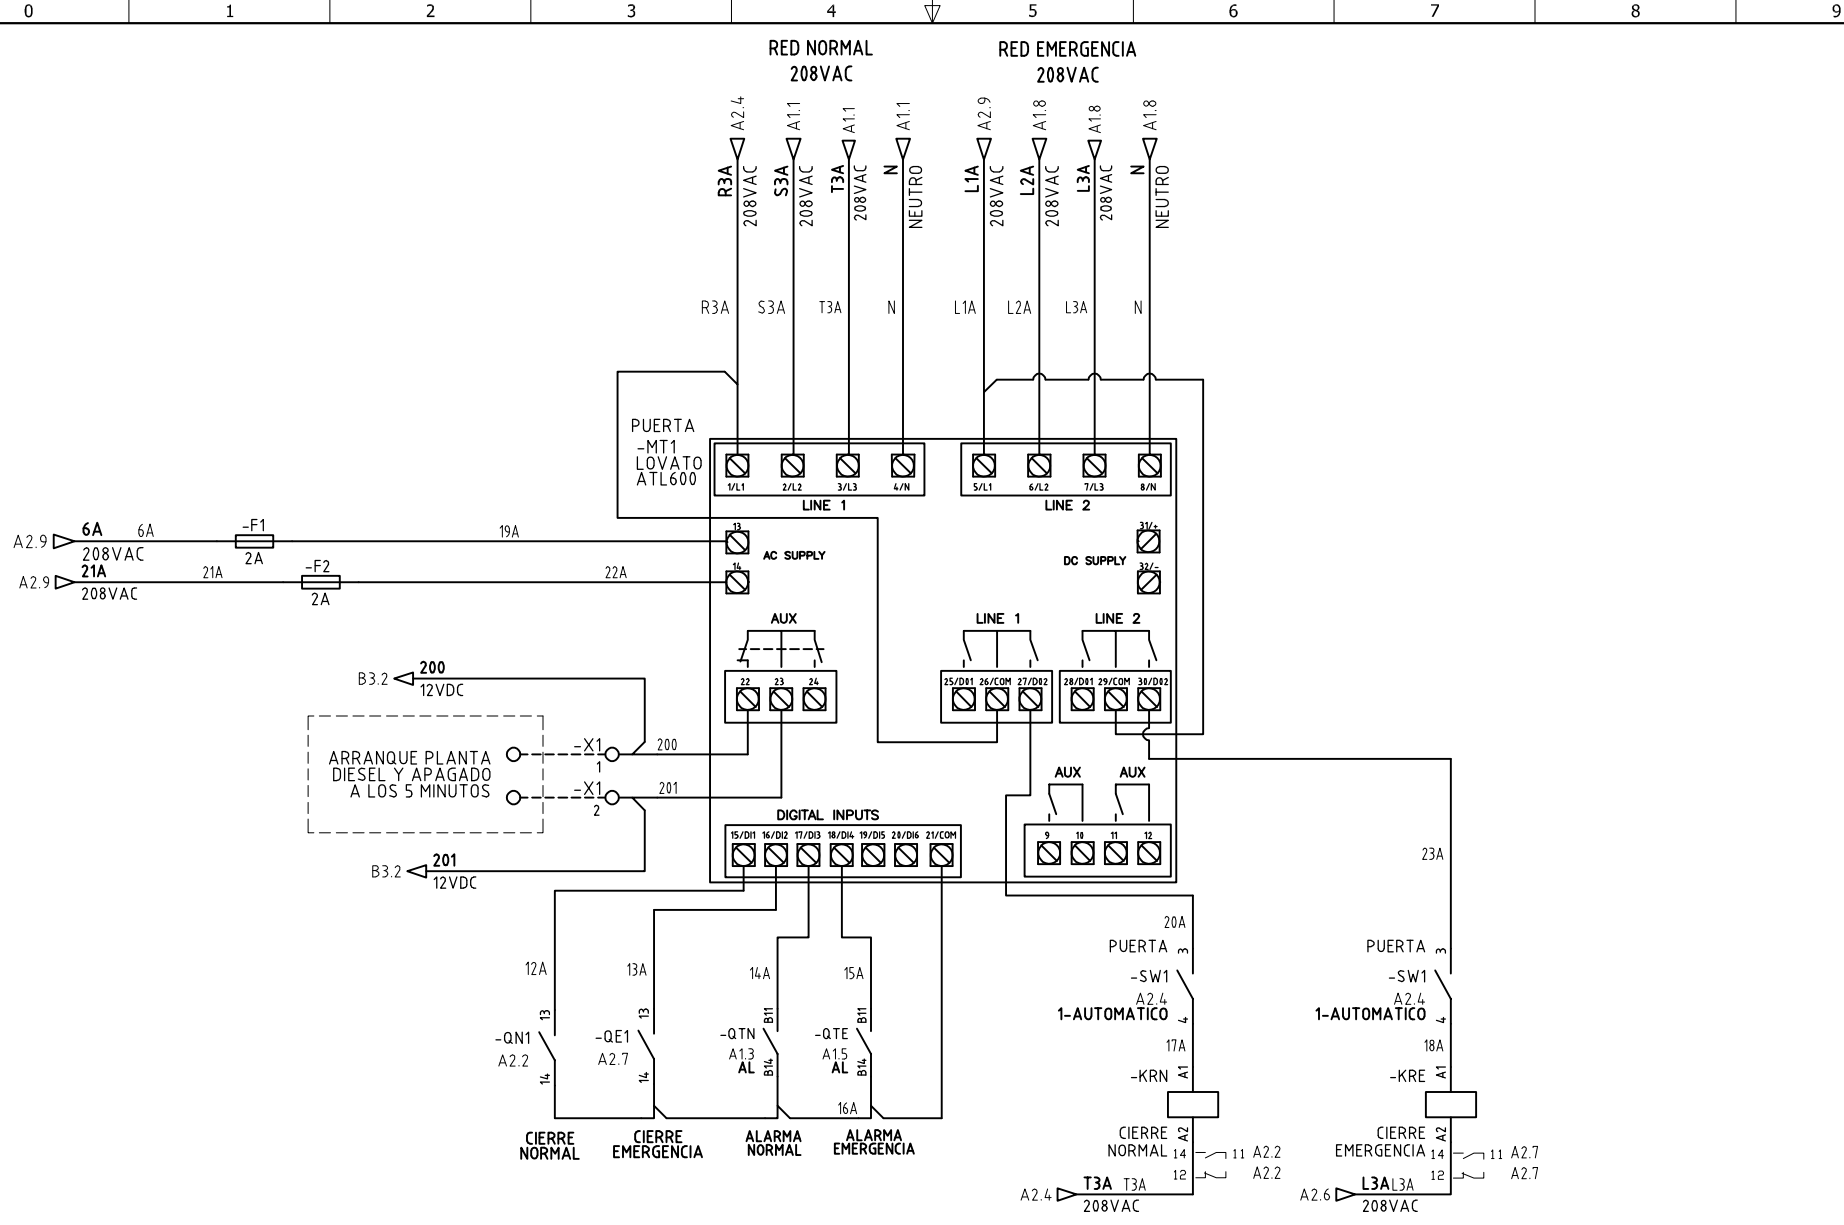 0 1 2 3 4 5 6 7 8 9
RED NORMAL
208VAC
RED EMERGENCIA
208VAC
A2.4 A1.1 A1.1 A1.1 A2.9 A1.8 A1.8 A1.8
R3A 208VAC
S3A 208VAC
T3A 208VAC
N NEUTRO
L1A 208VAC
L2A 208VAC
L3A 208VAC
N NEUTRO
R3A S3A T3A N L1A L2A L3A N
PUERTA
-MT1
LOVATO
ATL600
1/L1 2/L2 3/L3 4/N
LINE 1
5/L1 6/L2 7/L3 8/N
LINE 2
A2.9 6A 6A -F1 19A
208VAC 2A
A2.9 21A 21A -F2 22A
208VAC 2A
13
AC SUPPLY
14
31/+
DC SUPPLY
32/-
AUX
22 23 24
LINE 1
25/D01 26/COM 27/D02
LINE 2
28/D01 29/COM 30/D02
B3.2 200
12VDC
ARRANQUE PLANTA
DIESEL Y APAGADO
A LOS 5 MINUTOS
-X1 200
1
-X1 201
2
B3.2 201
12VDC
AUX AUX
9 10 11 12
DIGITAL INPUTS
15/DI1 16/DI2 17/DI3 18/DI4 19/DI5 20/DI6 21/COM
12A 13A 14A 15A
13 13 B11 B11
-QN1
A2.2
14
-QE1
A2.7
14
-QTN
A1.3
AL
B14
-QTE
A1.5
AL
B14
16A
CIERRE
NORMAL
CIERRE
EMERGENCIA
ALARMA
NORMAL
ALARMA
EMERGENCIA
20A
PUERTA 3
-SW1
A2.4
1-AUTOMATICO 4
17A
-KRN A1
CIERRE A2
NORMAL 14 11 A2.2
12 A2.2
A2.4 T3A T3A
208VAC
23A
PUERTA 3
-SW1
A2.4
1-AUTOMATICO 4
18A
-KRE A1
CIERRE A2
EMERGENCIA 14 11 A2.7
12 A2.7
A2.6 L3A L3A
208VAC